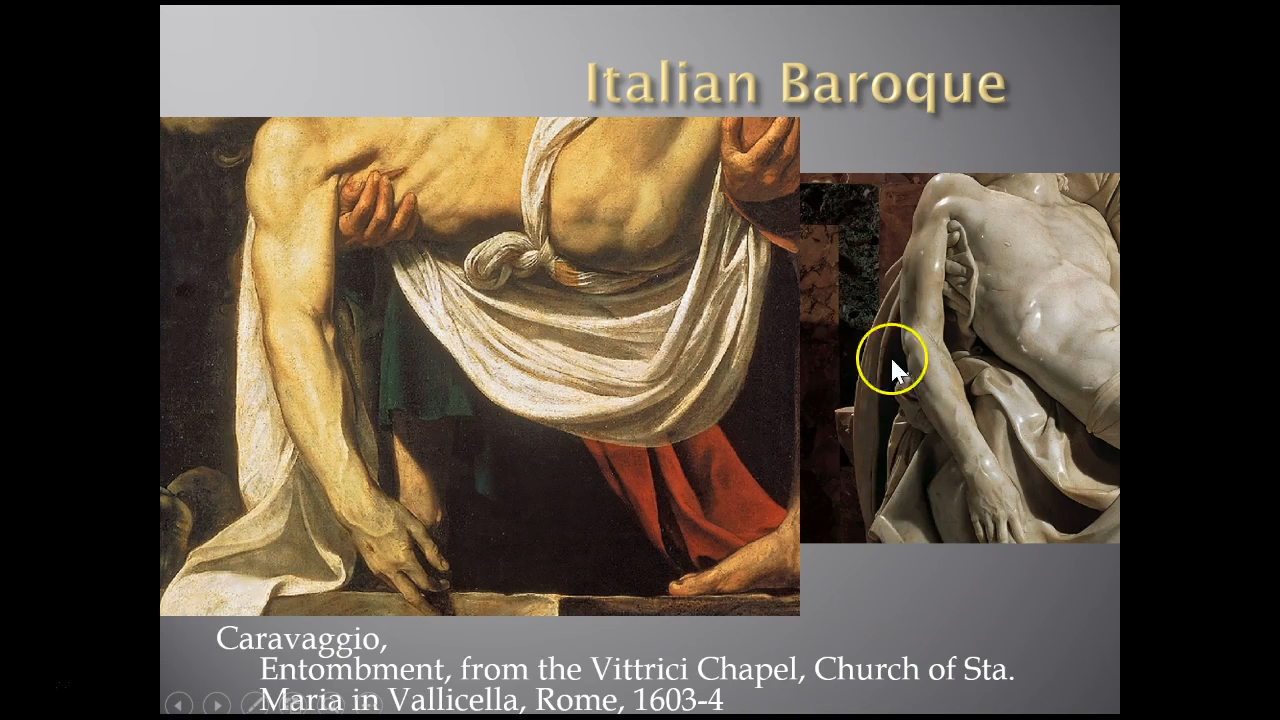 Italian Baroque
Caravaggio,
Entombment, from the Vittrici Chapel, Church of Sta.
Maria in Vallicella, Rome, 1603-4